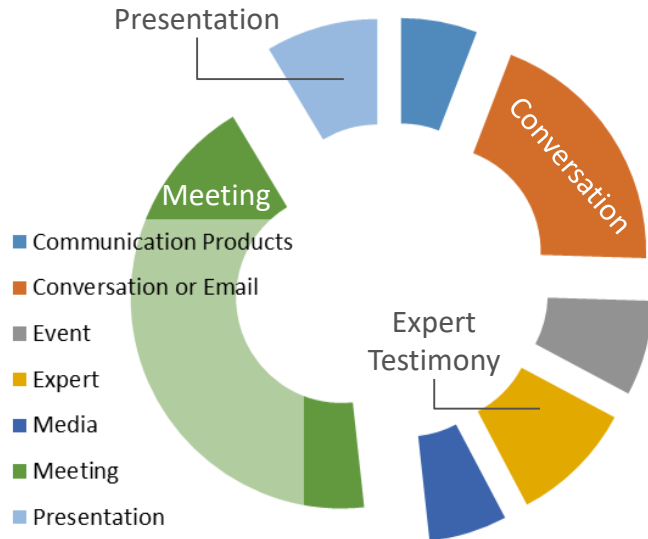 Presentation
Conversation
Meeting
Communication Products
Conversation or Email
Event
Expert
Media
Meeting
Presentation
Expert
Testimony